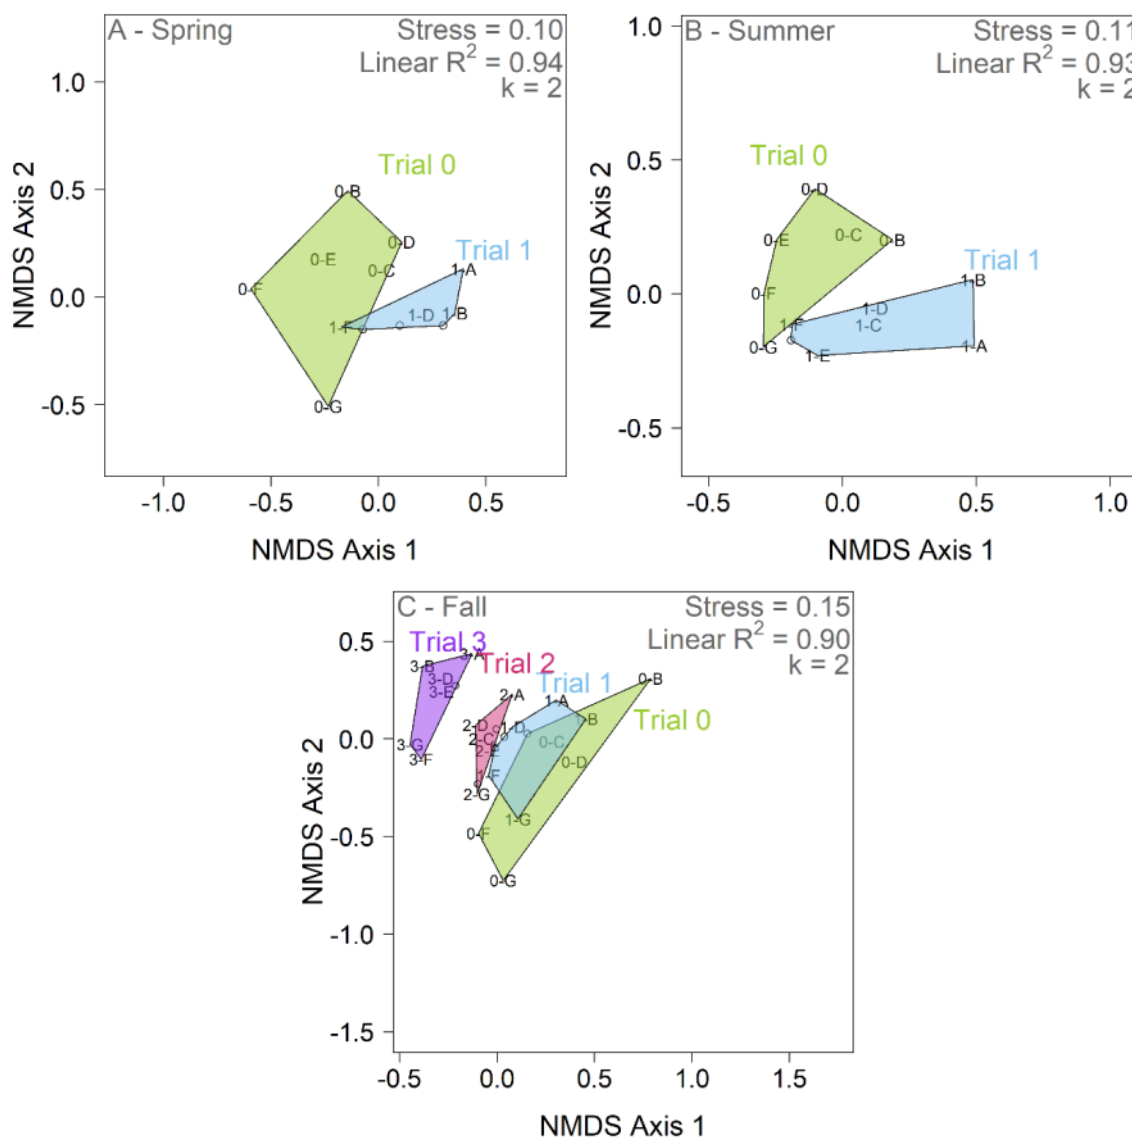 A - Spring
Stress = 0.10
Linear R² = 0.94
k = 2
Trial 0
Trial 1
0-B
0-D
0-E
0-C
1-A
0-F
1-D
1-B
1-F
0-G
1.0
0.5
0.0
-0.5
-1.0
-0.5
0.0
0.5
NMDS Axis 2
NMDS Axis 1
B - Summer
Stress = 0.11
Linear R² = 0.93
k = 2
Trial 0
Trial 1
0-D
0-E
0-C
0-B
0-F
1-B
1-D
1-F
1-C
0-G
1-E
1-A
1.0
0.5
0.0
-0.5
-0.5
0.0
0.5
1.0
NMDS Axis 2
NMDS Axis 1
C - Fall
Stress = 0.15
Linear R² = 0.90
k = 2
Trial 3
Trial 2
Trial 1
Trial 0
3-A
3-B
3-D
3-E
0-B
2-A
1-A
1-B
2-D
1-D
2-C
0-C
3-G
3-F
0-D
1-F
2-G
1-G
0-F
0-G
0.5
0.0
-0.5
-1.0
-1.5
-0.5
0.0
0.5
1.0
1.5
NMDS Axis 2
NMDS Axis 1